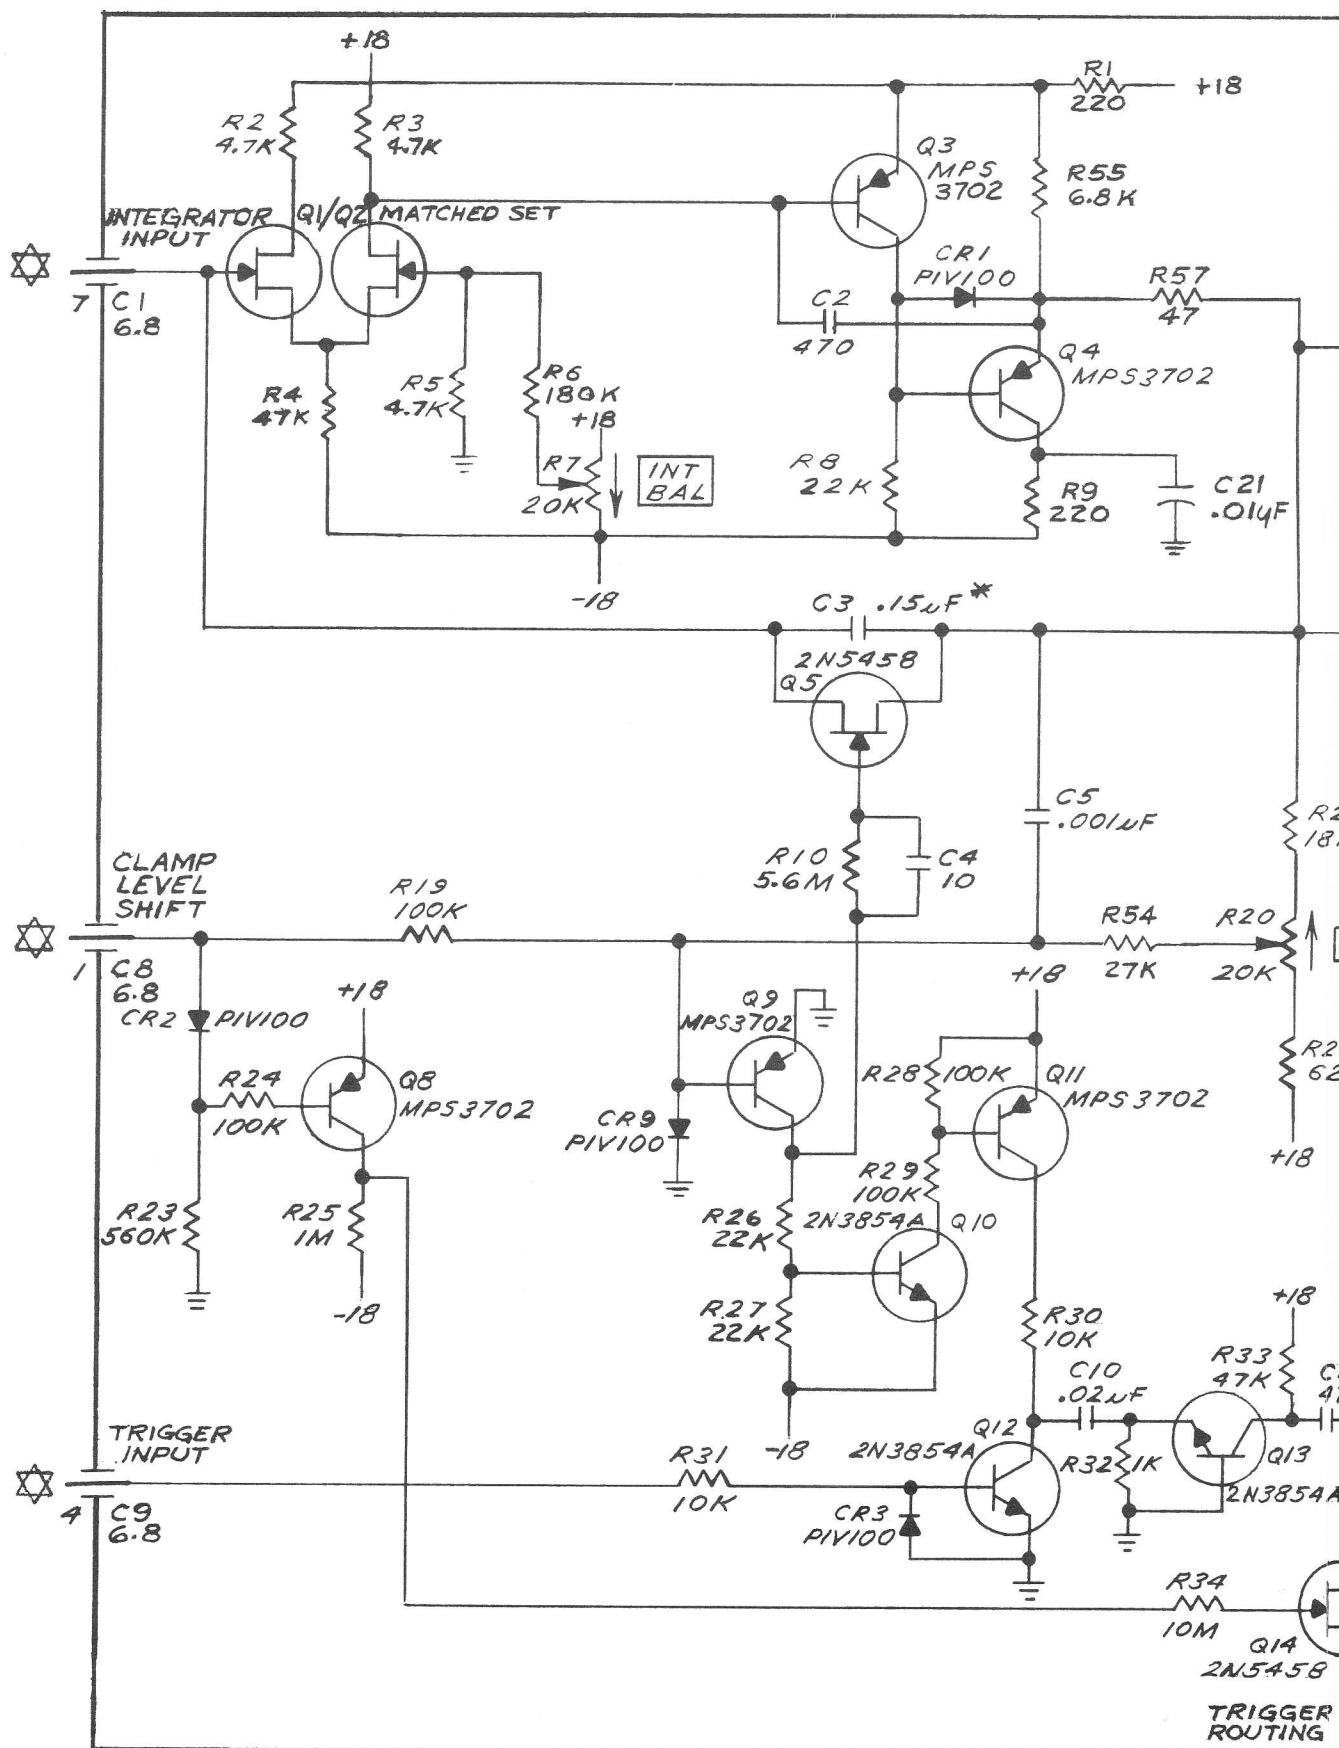 +18
R1
220
+18
R2
4.7K
R3
4.7K
Q3
MPS
3702
R55
6.8K
INTEGRATOR
INPUT
Q1/Q2 MATCHED SET
CR1
PIV100
R57
47
7
C1
6.8
C2
470
Q4
MPS3702
R4
47K
R5
4.7K
R6
180K
+18
R7
20K
INT
BAL
R8
22K
R9
220
C21
.01µF
-18
C3 .15µF*
2N5458
Q5
C5
.001µF
R10
5.6M
C4
10
CLAMP
LEVEL
SHIFT
R19
100K
R54
27K
R20
20K
1
C8
6.8
+18
CR2
PIV100
+18
Q9
MPS3702
R24
100K
Q8
MPS3702
R28
100K
Q11
MPS3702
CR9
PIV100
+18
R23
560K
R25
1M
R26
22K
R29
100K
2N3854A
Q10
-18
R27
22K
R30
10K
+18
R33
47K
C10
.02µF
TRIGGER
INPUT
-18
Q12
2N3854A
R31
10K
R32
1K
Q13
2N3854A
4
C9
6.8
CR3
PIV100
R34
10M
Q14
2N5458
TRIGGER
ROUTING